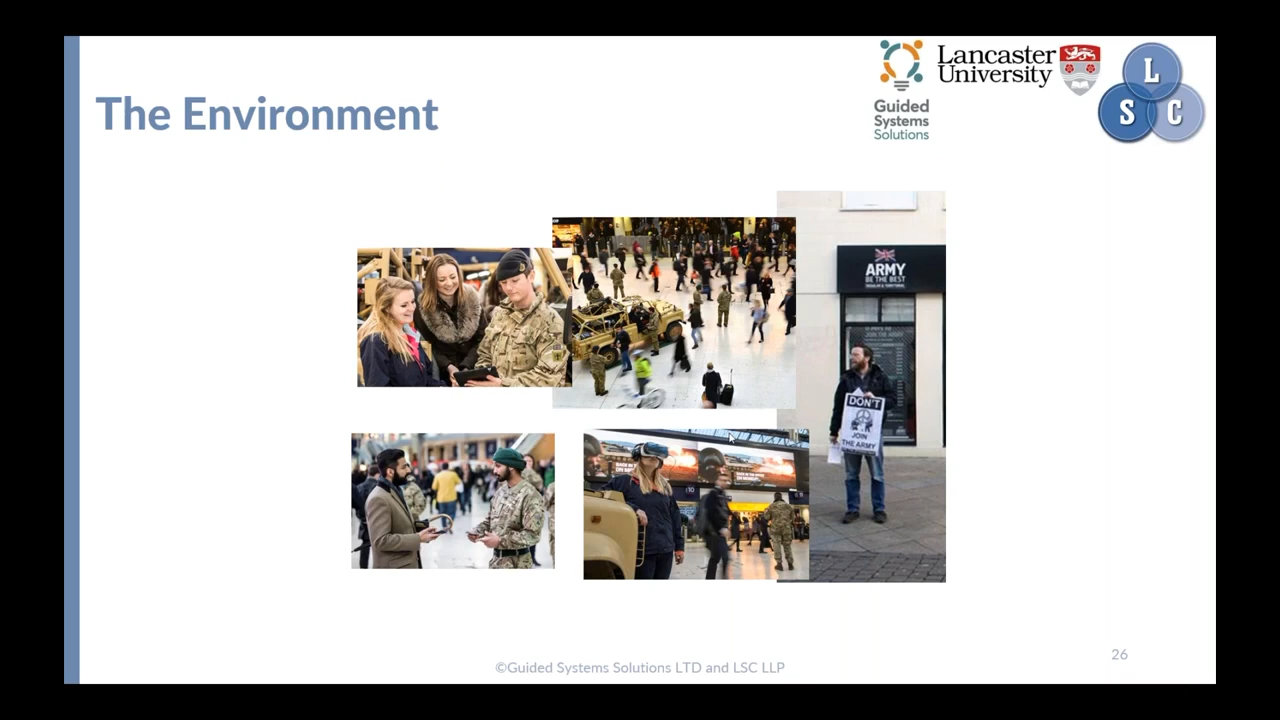 The Environment
Guided
Systems
Solutions
Lancaster
University
L
S C
ARMY
BE THE BEST
DON'T
JOIN
THE ARMY
©Guided Systems Solutions LTD and LSC LLP
26